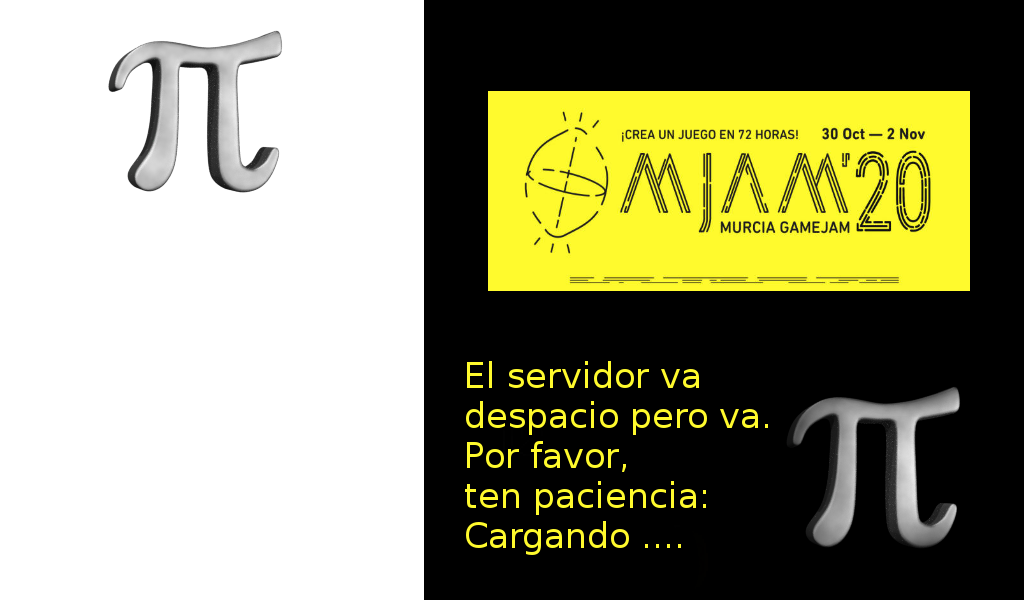 π
¡CREA UN JUEGO EN 72 HORAS! 30 Oct — 2 Nov
MJAM'20
MURCIA GAMEJAM
El servidor va
despacio pero va.
Por favor,
ten paciencia:
Cargando ....
π